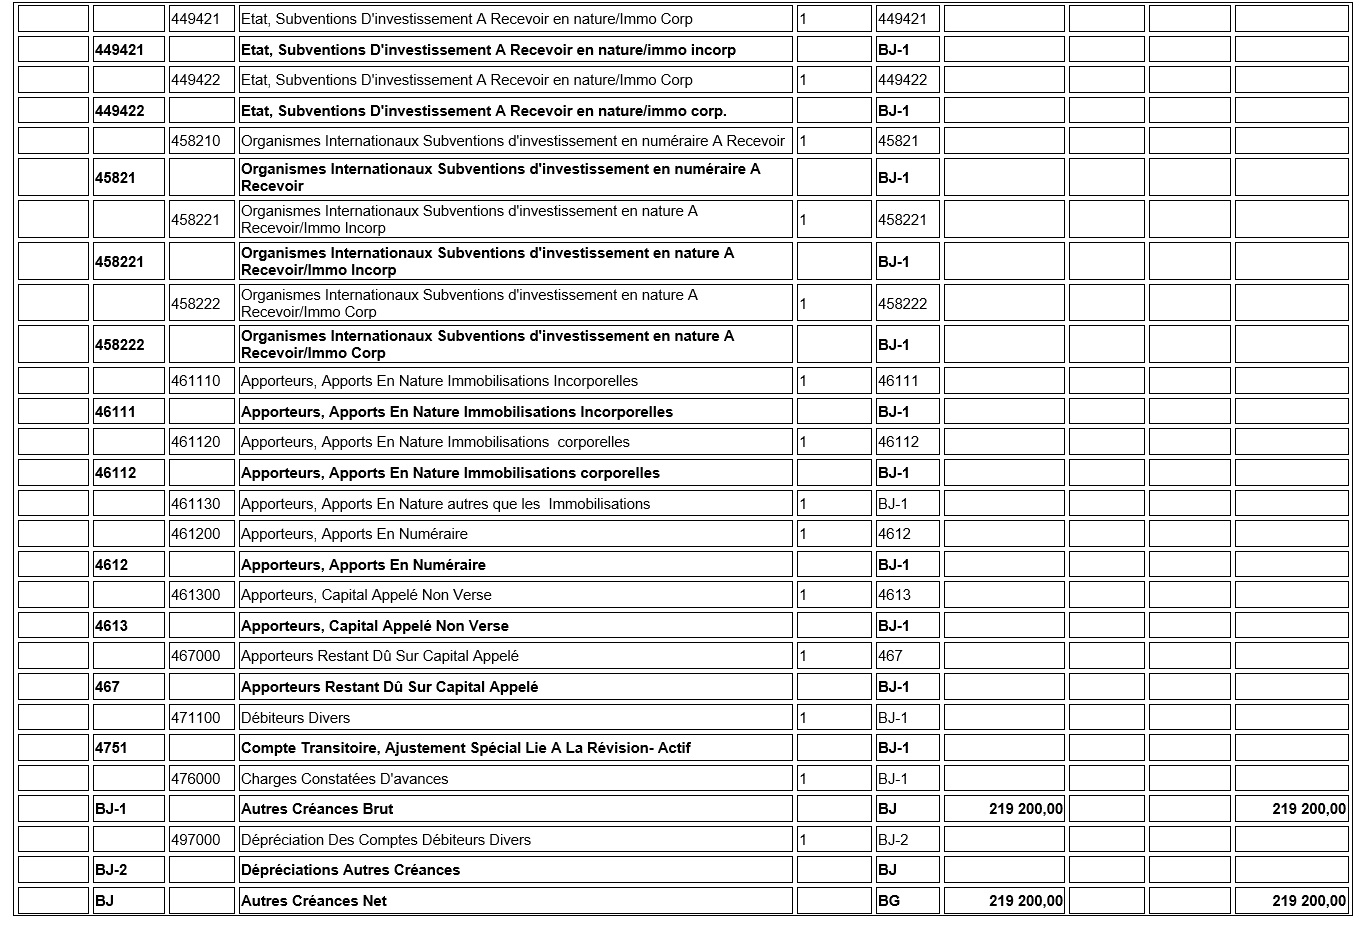 449421 Etat, Subventions D'investissement A Recevoir en nature/Immo Corp 1 449421
449421 Etat, Subventions D'investissement A Recevoir en nature/immo incorp BJ-1
449422 Etat, Subventions D'investissement A Recevoir en nature/Immo Corp 1 449422
449422 Etat, Subventions D'investissement A Recevoir en nature/immo corp. BJ-1
458210 Organismes Internationaux Subventions d'investissement en numéraire A Recevoir 1 45821
45821 Organismes Internationaux Subventions d'investissement en numéraire A
Recevoir BJ-1
458221 Organismes Internationaux Subventions d'investissement en nature A
Recevoir/Immo Incorp 1 458221
458221 Organismes Internationaux Subventions d'investissement en nature A
Recevoir/Immo Incorp BJ-1
458222 Organismes Internationaux Subventions d'investissement en nature A
Recevoir/Immo Corp 1 458222
458222 Organismes Internationaux Subventions d'investissement en nature A
Recevoir/Immo Corp BJ-1
461110 Apporteurs, Apports En Nature Immobilisations Incorporelles 1 46111
46111 Apporteurs, Apports En Nature Immobilisations Incorporelles BJ-1
461120 Apporteurs, Apports En Nature Immobilisations  corporelles 1 46112
46112 Apporteurs, Apports En Nature Immobilisations corporelles BJ-1
461130 Apporteurs, Apports En Nature autres que les  Immobilisations 1 BJ-1
461200 Apporteurs, Apports En Numéraire 1 4612
4612 Apporteurs, Apports En Numéraire BJ-1
461300 Apporteurs, Capital Appelé Non Verse 1 4613
4613 Apporteurs, Capital Appelé Non Verse BJ-1
467000 Apporteurs Restant Dû Sur Capital Appelé 1 467
467 Apporteurs Restant Dû Sur Capital Appelé BJ-1
471100 Débiteurs Divers 1 BJ-1
4751 Compte Transitoire, Ajustement Spécial Lie A La Révision- Actif BJ-1
476000 Charges Constatées D'avances 1 BJ-1
BJ-1 Autres Créances Brut BJ 219 200,00 219 200,00
497000 Dépréciation Des Comptes Débiteurs Divers 1 BJ-2
BJ-2 Dépréciations Autres Créances BJ
BJ Autres Créances Net BG 219 200,00 219 200,00